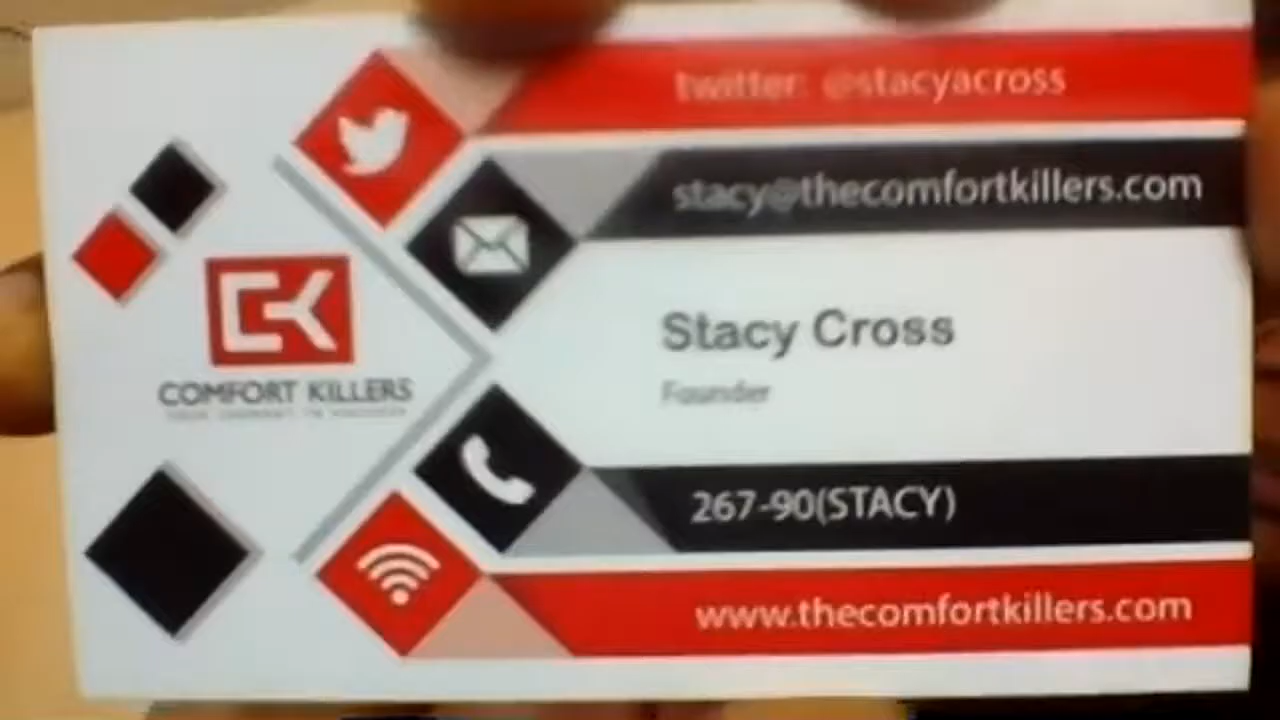 twitter: @stacyacross
stacy@thecomfortkillers.com
CK
COMFORT KILLERS
Stacy Cross
Founder
267-90(STACY)
www.thecomfortkillers.com